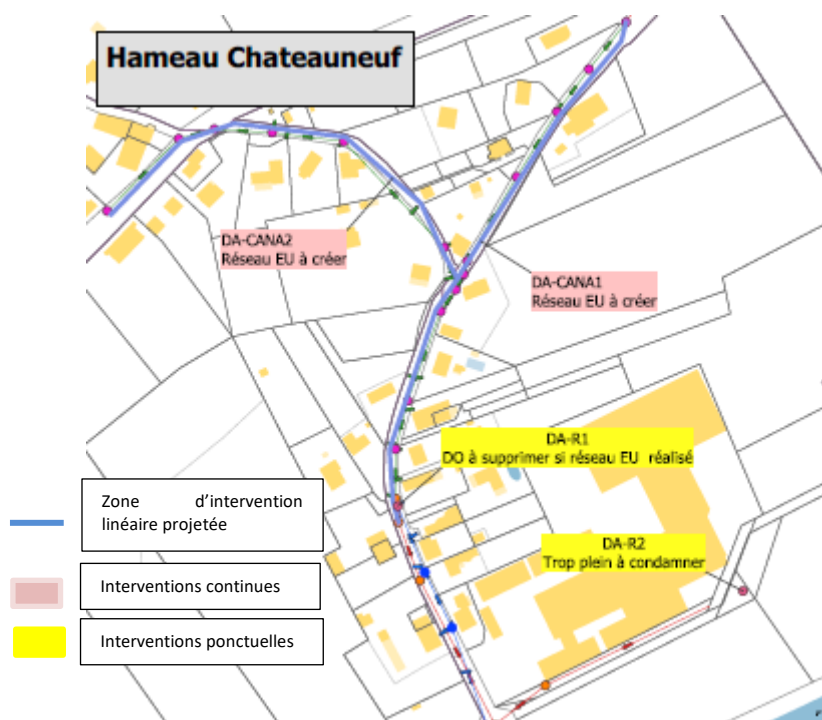 Hameau Chateauneuf
DA-CANA2
Réseau EU à créer
DA-CANA1
Réseau EU à créer
DA-R1
DO à supprimer si réseau EU réalisé
DA-R2
Trop plein à condamner
Zone d'intervention
linéaire projetée
Interventions continues
Interventions ponctuelles